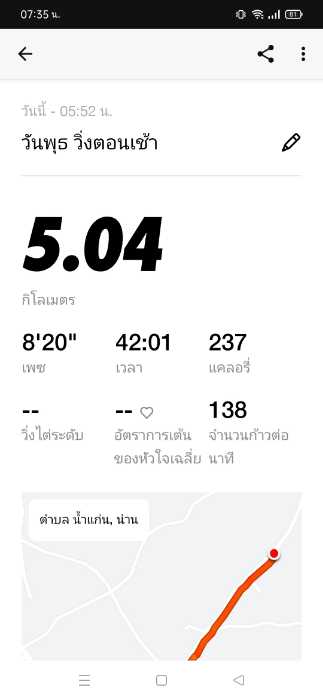 07:35 น.
81
วันนี้ - 05:52 น.
วันพุธ วิ่งตอนเช้า
5.04
กิโลเมตร
8'20" 42:01 237
เพซ เวลา แคลอรี่
-- -- 138
วิ่งไต่ระดับ อัตราการเต้น จำนวนก้าวต่อ
ของหัวใจเฉลี่ย นาที
ตำบล น้ำแก่น, น่าน